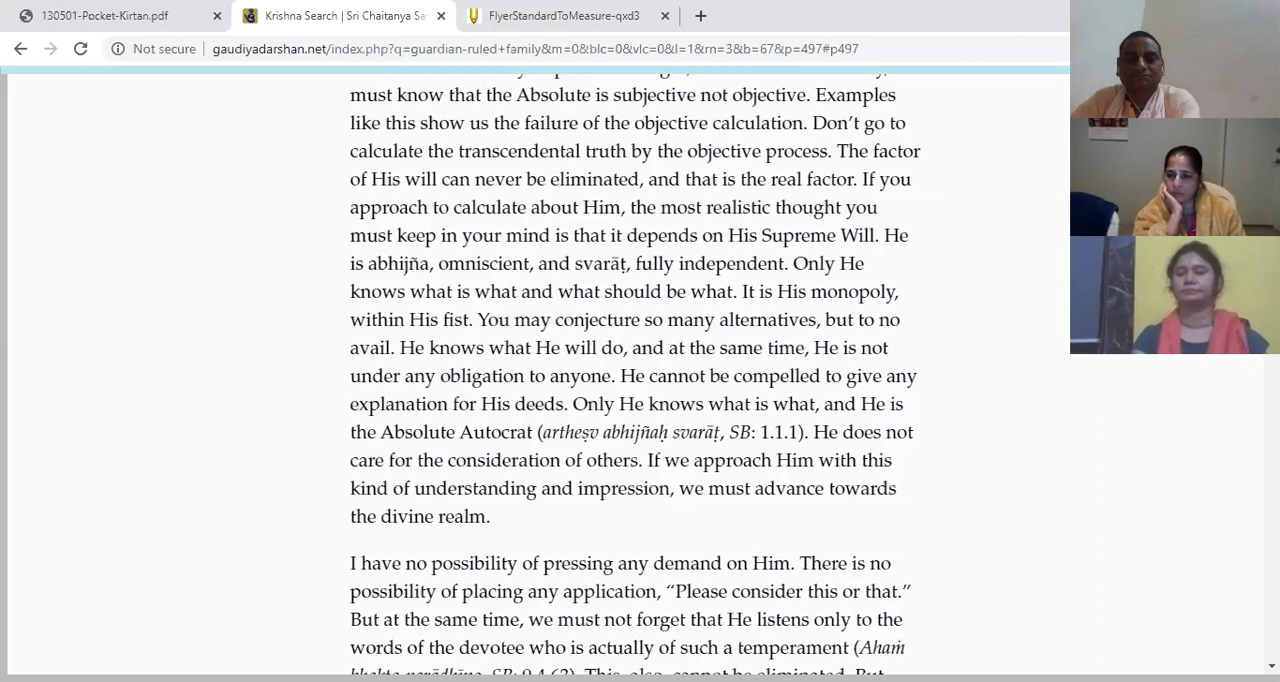 130501-Pocket-Kirtan.pdf
Krishna Search | Sri Chaitanya Sa
FlyerStandardToMeasure-qxd3
Not secure
gaudiyadarshan.net/index.php?q=guardian-ruled+family&m=0&blc=0&vlc=0&l=1&rn=3&b=67&p=497#p497
must know that the Absolute is subjective not objective. Examples
like this show us the failure of the objective calculation. Don’t go to
calculate the transcendental truth by the objective process. The factor
of His will can never be eliminated, and that is the real factor. If you
approach to calculate about Him, the most realistic thought you
must keep in your mind is that it depends on His Supreme Will. He
is abhijña, omniscient, and svarāṭ, fully independent. Only He
knows what is what and what should be what. It is His monopoly,
within His fist. You may conjecture so many alternatives, but to no
avail. He knows what He will do, and at the same time, He is not
under any obligation to anyone. He cannot be compelled to give any
explanation for His deeds. Only He knows what is what, and He is
the Absolute Autocrat (artheṣv abhijñaḥ svarāṭ, SB: 1.1.1). He does not
care for the consideration of others. If we approach Him with this
kind of understanding and impression, we must advance towards
the divine realm.
I have no possibility of pressing any demand on Him. There is no
possibility of placing any application, “Please consider this or that.”
But at the same time, we must not forget that He listens only to the
words of the devotee who is actually of such a temperament (Ahaṁ